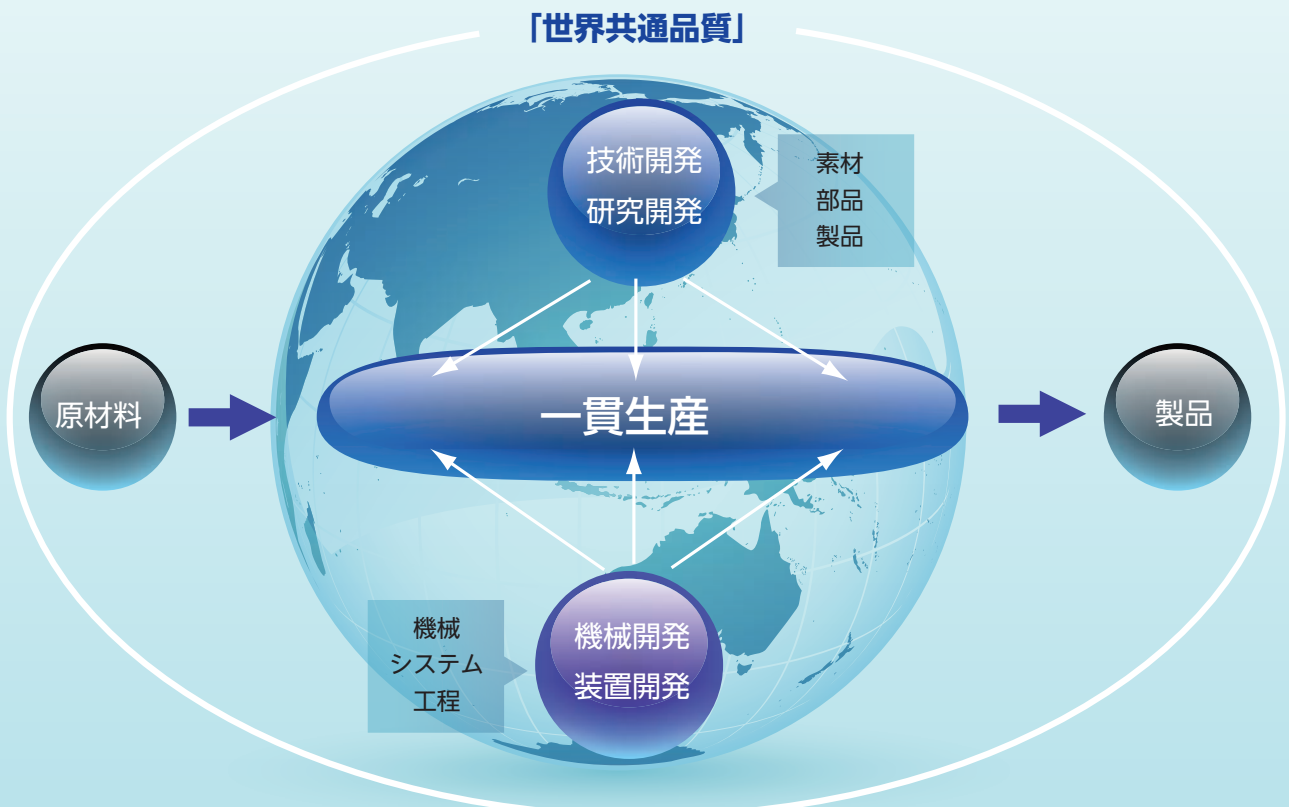 「世界共通品質」
技術開発
研究開発
素材
部品
製品
原材料
一貫生産
製品
機械
システム
工程
機械開発
装置開発